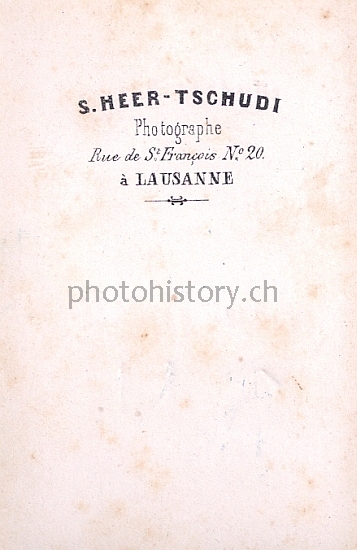 S. HEER-TSCHUDI
Photographe
Rue de St. François No. 20.
à LAUSANNE
photohistory.ch